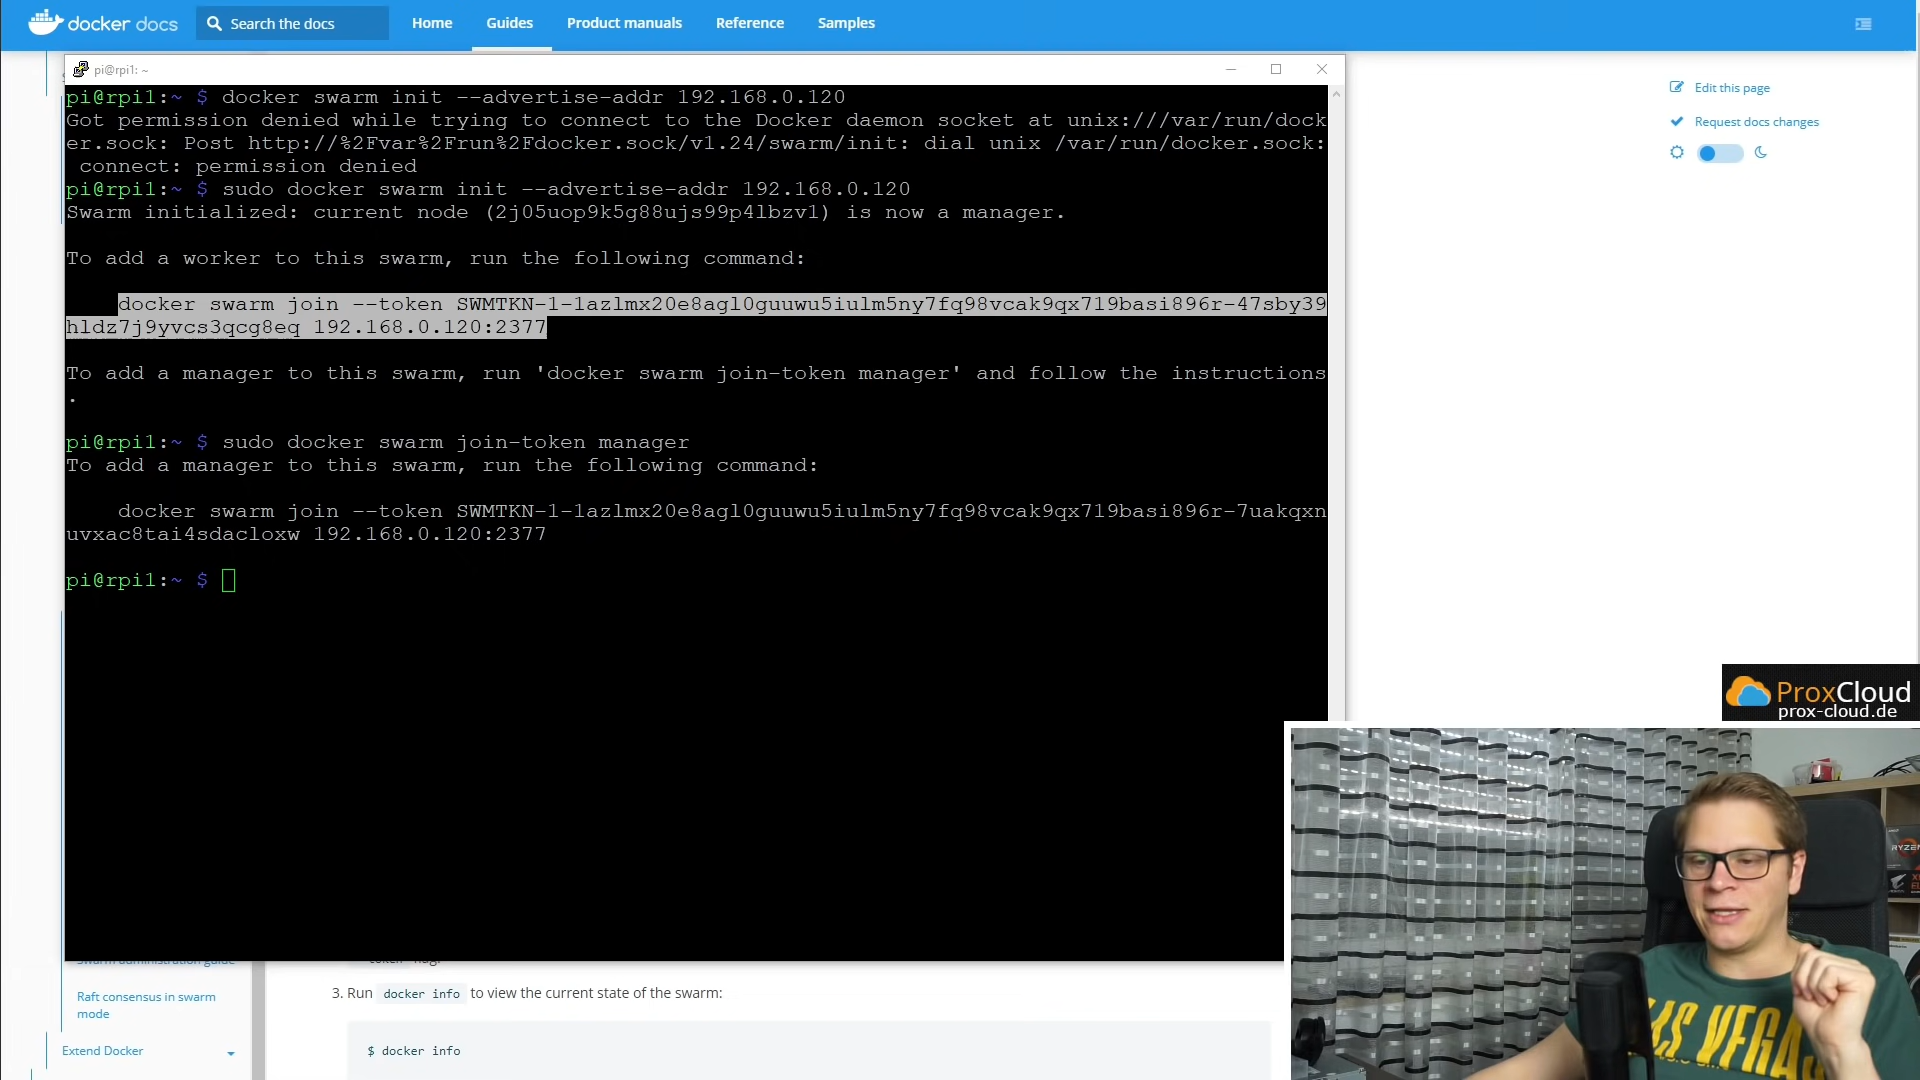 docker docs
Search the docs
Home
Guides
Product manuals
Reference
Samples
pi@rpi1: ~
Edit this page
Request docs changes
pi@rpi1:~ $ docker swarm init --advertise-addr 192.168.0.120
Got permission denied while trying to connect to the Docker daemon socket at unix:///var/run/dock
er.sock: Post http://%2Fvar%2Frun%2Fdocker.sock/v1.24/swarm/init: dial unix /var/run/docker.sock:
connect: permission denied
pi@rpi1:~ $ sudo docker swarm init --advertise-addr 192.168.0.120
Swarm initialized: current node (2j05uop9k5g88ujs99p4lbzv1) is now a manager.
To add a worker to this swarm, run the following command:
docker swarm join --token SWMTKN-1-1azlmx20e8agl0guuwu5iulm5ny7fq98vcak9qx719basi896r-47sby39
hldz7j9yvcs3qcg8eq 192.168.0.120:2377
To add a manager to this swarm, run 'docker swarm join-token manager' and follow the instructions
.
pi@rpi1:~ $ sudo docker swarm join-token manager
To add a manager to this swarm, run the following command:
docker swarm join --token SWMTKN-1-1azlmx20e8agl0guuwu5iulm5ny7fq98vcak9qx719basi896r-7uakqxn
uvxac8tai4sdacloxw 192.168.0.120:2377
pi@rpi1:~ $
ProxCloud
prox-cloud.de
RYZEN
Swarm administration guide
Raft consensus in swarm
mode
Extend Docker
3. Run docker info to view the current state of the swarm:
$ docker info
VEGAS